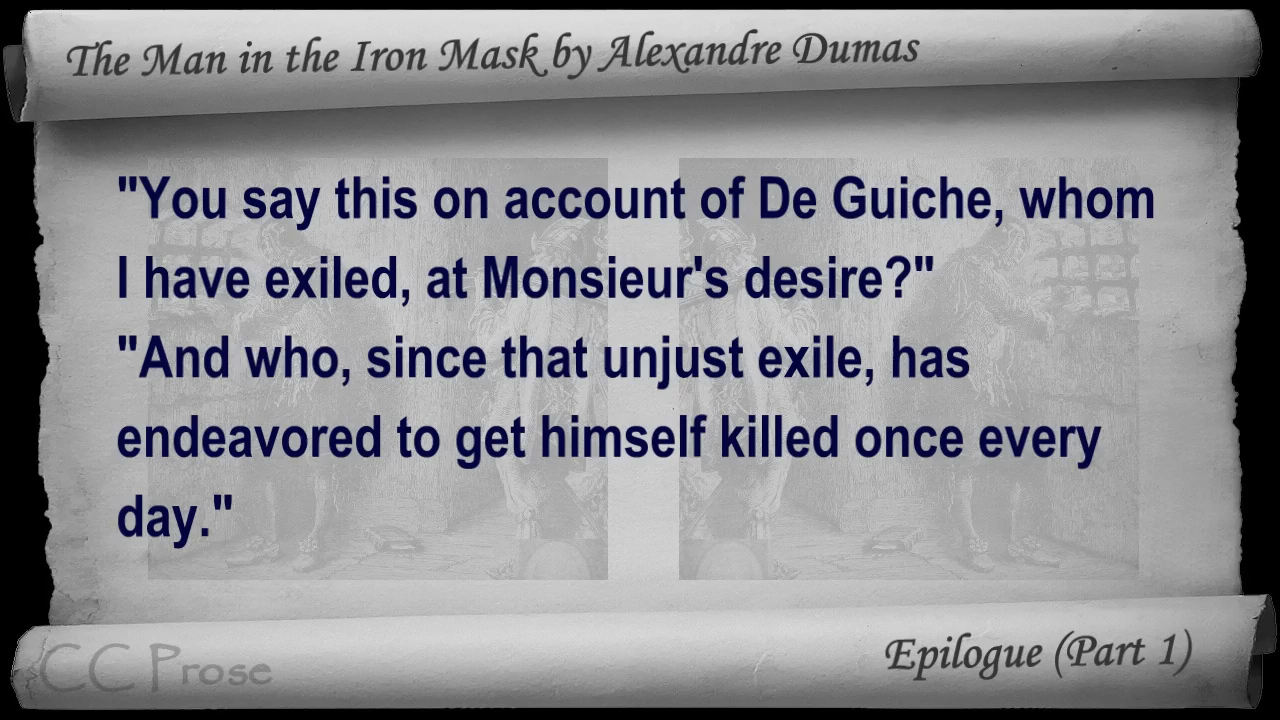 The Man in the Iron Mask by Alexandre Dumas
"You say this on account of De Guiche, whom
I have exiled, at Monsieur's desire?"
"And who, since that unjust exile, has
endeavored to get himself killed once every
day."
CC Prose
Epilogue (Part 1)